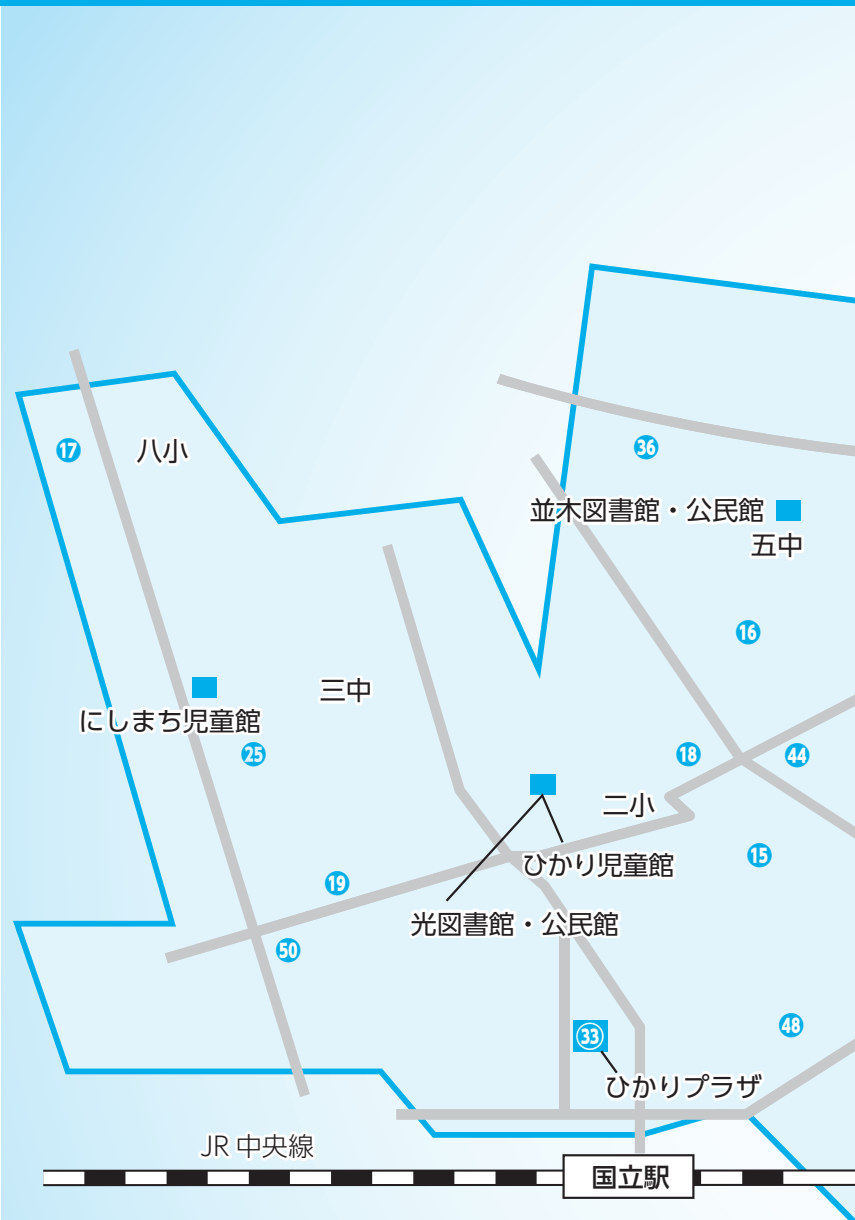 17
八小
36
並木図書館・公民館
五中
16
三中
にしまち児童館
25
18
44
二小
15
ひかり児童館
19
光図書館・公民館
50
33
48
ひかりプラザ
JR 中央線
国立駅